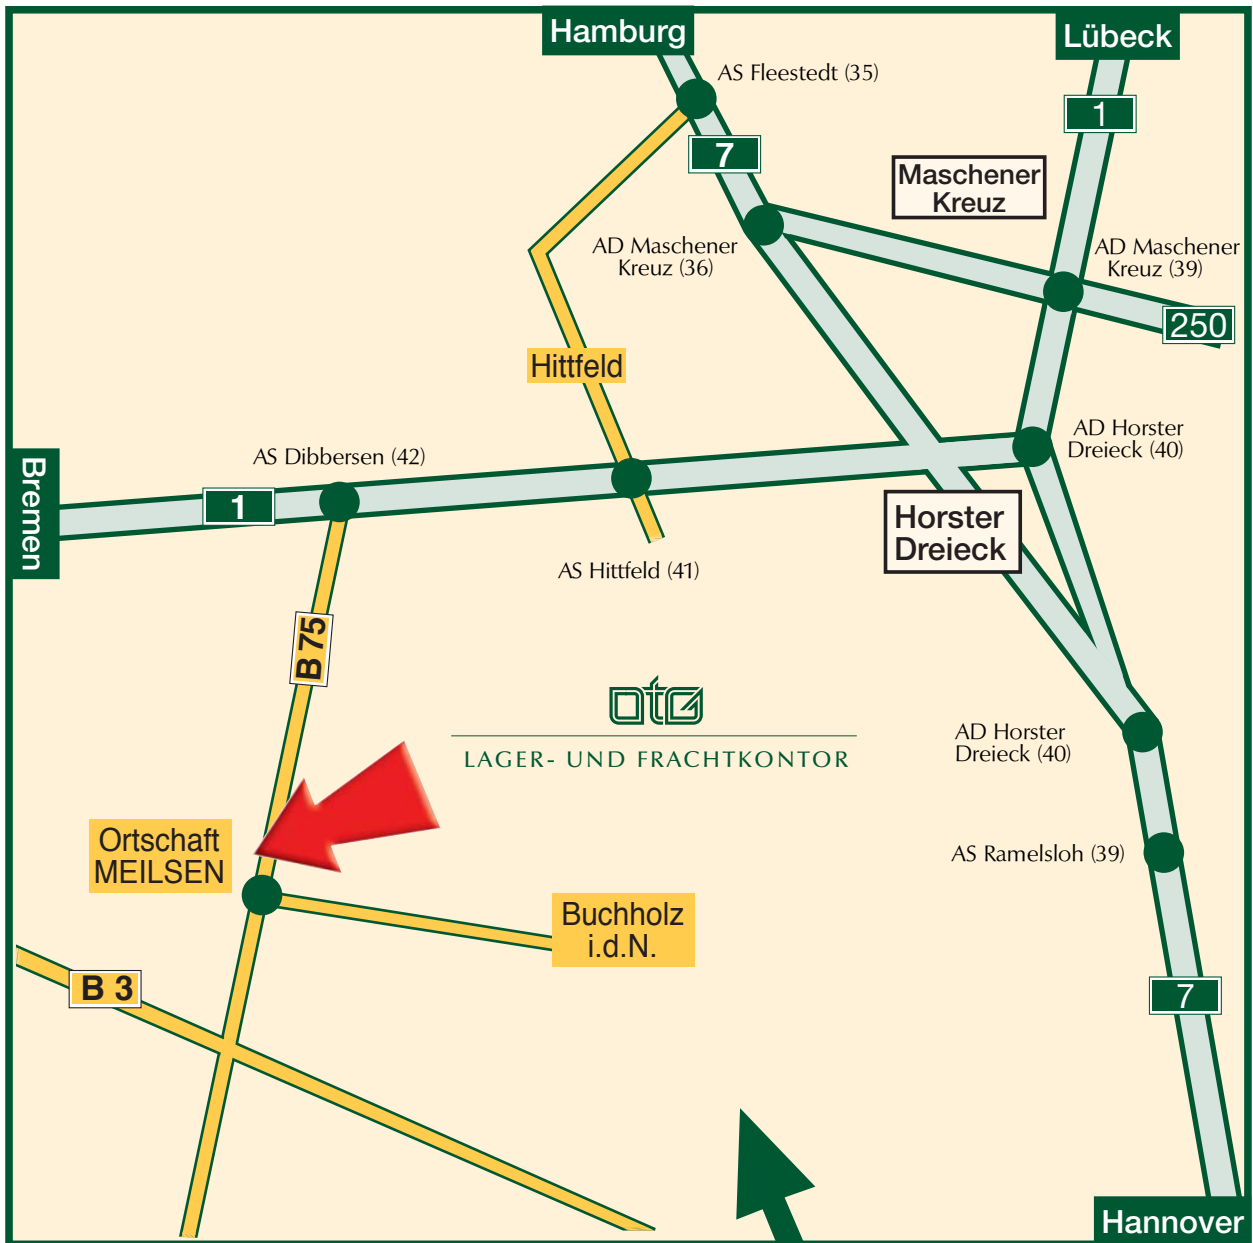 Hamburg
Lübeck
AS Fleestedt (35)
1
7
Maschener
Kreuz
AD Maschener
Kreuz (36)
AD Maschener
Kreuz (39)
250
Hittfeld
AD Horster
Dreieck (40)
AS Dibbersen (42)
Bremen
1
Horster
Dreieck
AS Hittfeld (41)
B 75
atg
LAGER- UND FRACHTKONTOR
AD Horster
Dreieck (40)
Ortschaft
MEILSEN
AS Ramelsloh (39)
Buchholz
i.d.N.
B 3
7
Hannover